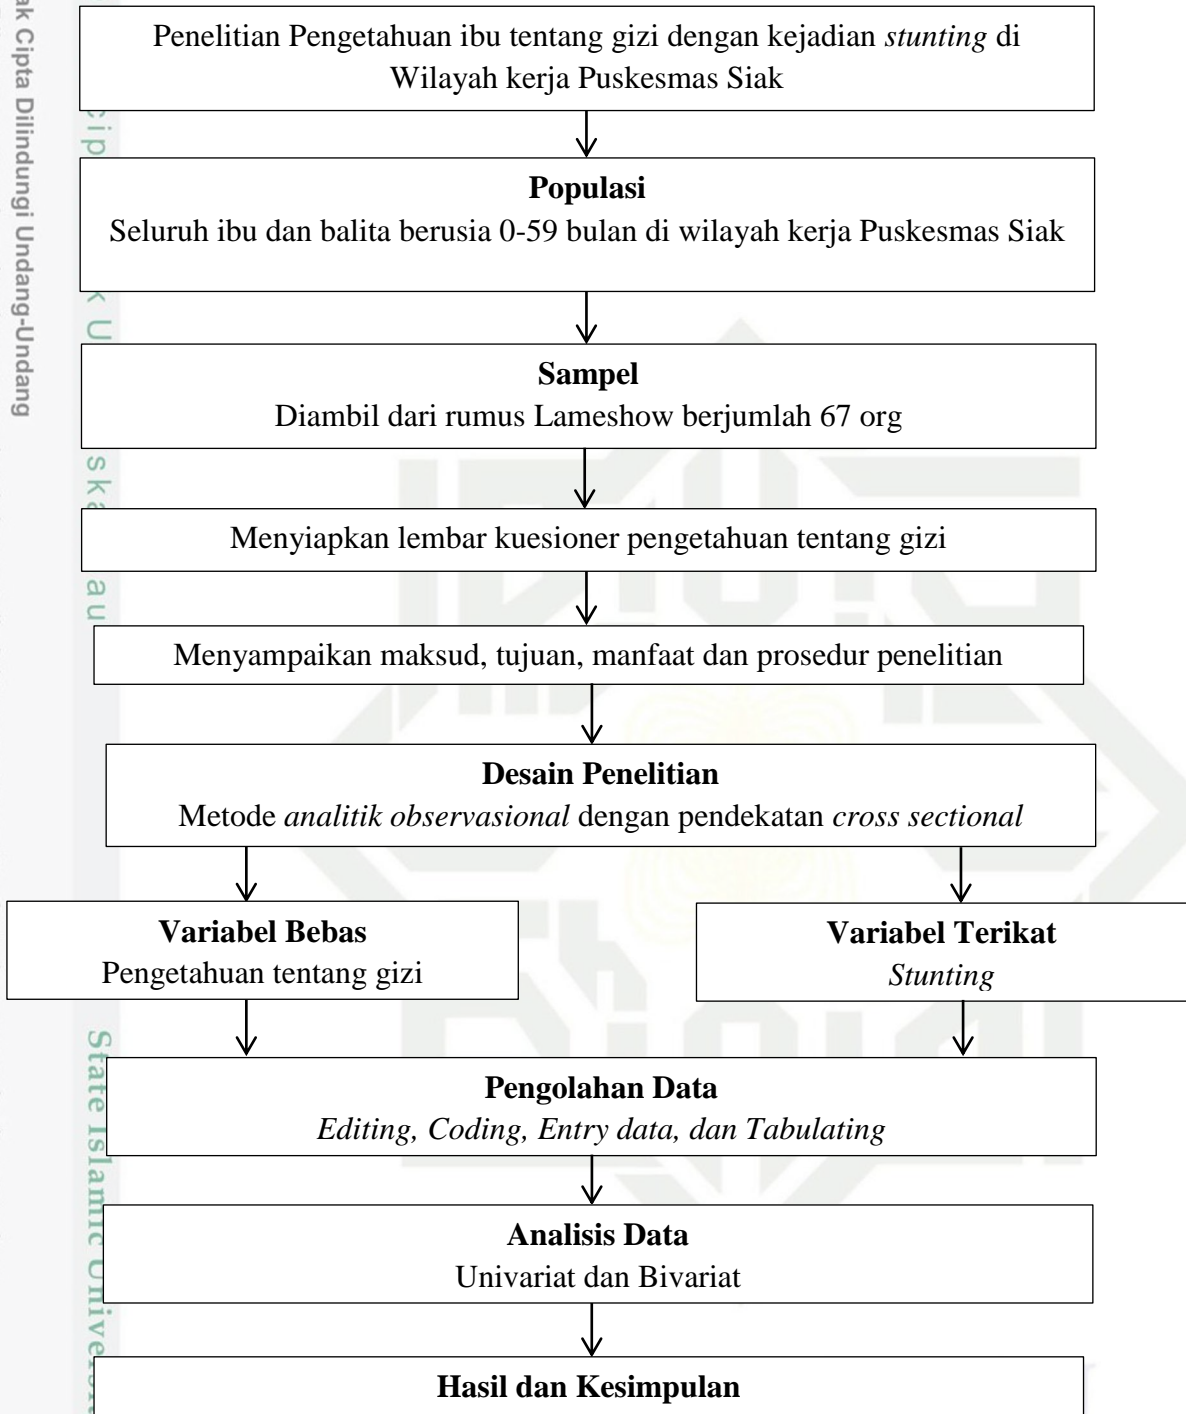 Penelitian Pengetahuan ibu tentang gizi dengan kejadian stunting di
Wilayah kerja Puskesmas Siak
Populasi
Seluruh ibu dan balita berusia 0-59 bulan di wilayah kerja Puskesmas Siak
Sampel
Diambil dari rumus Lameshow berjumlah 67 org
Menyiapkan lembar kuesioner pengetahuan tentang gizi
Menyampaikan maksud, tujuan, manfaat dan prosedur penelitian
Desain Penelitian
Metode analitik observasional dengan pendekatan cross sectional
Variabel Bebas
Pengetahuan tentang gizi
Variabel Terikat
Stunting
Pengolahan Data
Editing, Coding, Entry data, dan Tabulating
Analisis Data
Univariat dan Bivariat
Hasil dan Kesimpulan
Cipta Dilindungi Undang-Undang
State Islamic